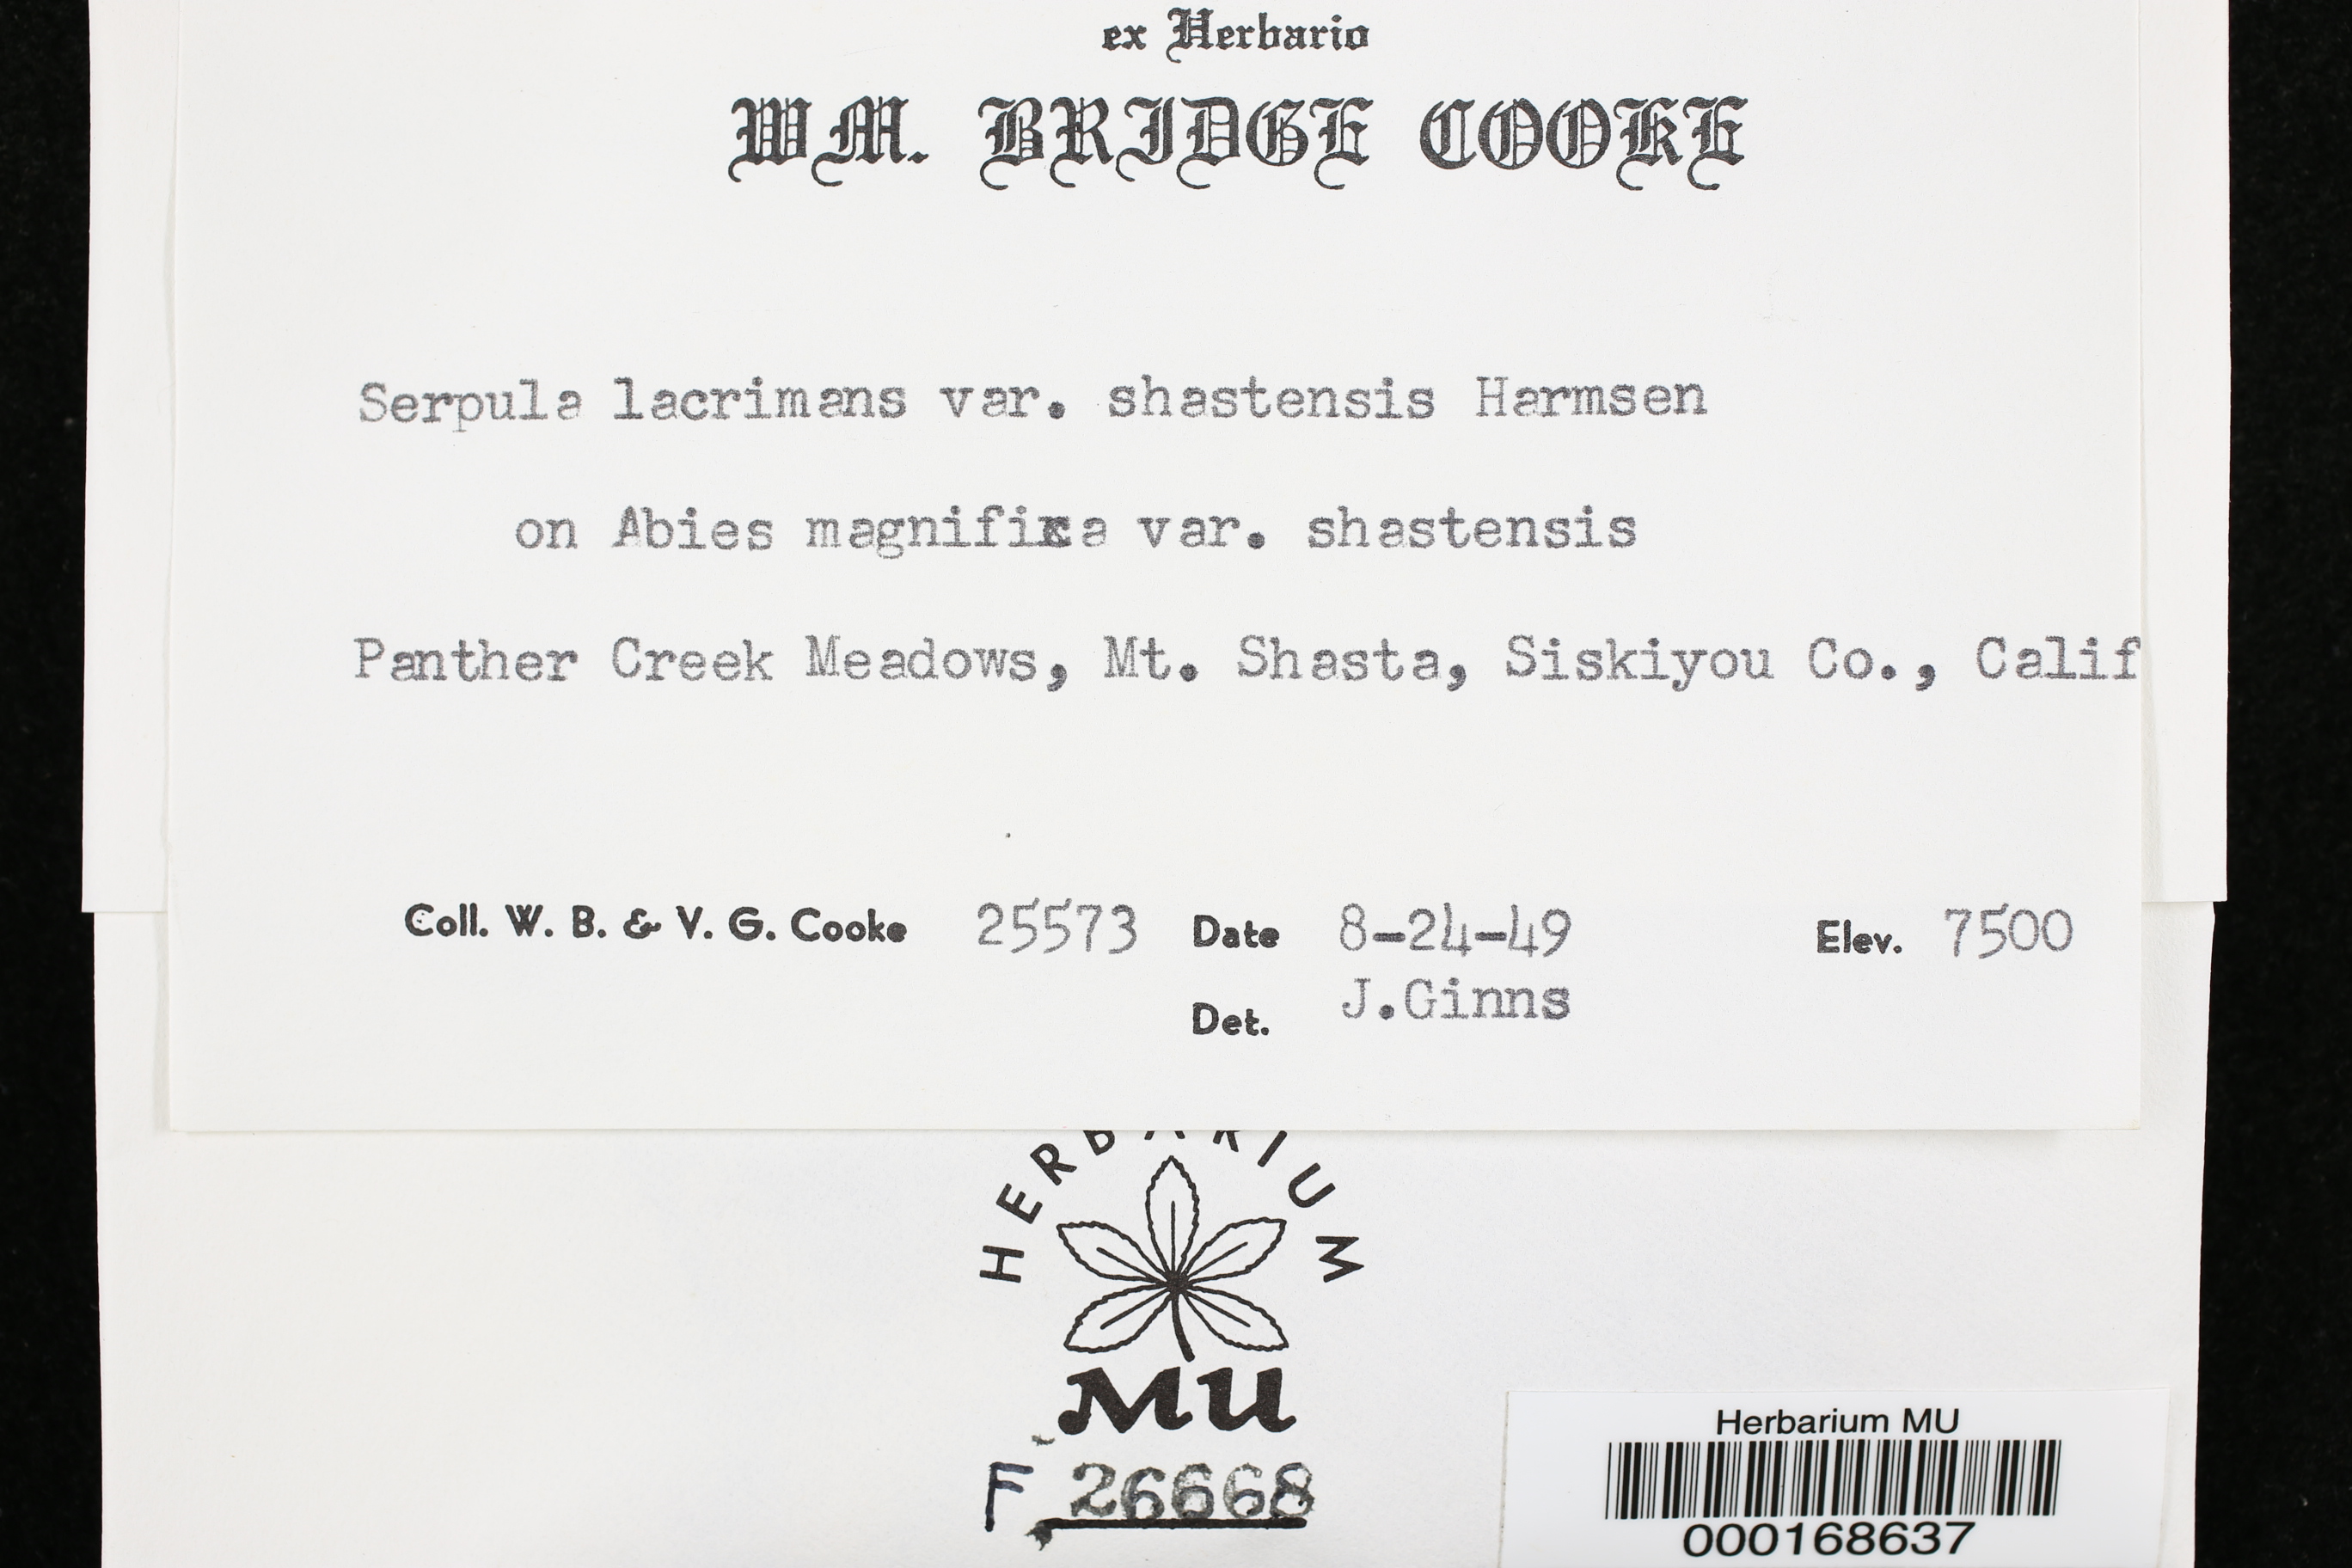 ex Herbario
WM. BRIDGE COOKE
Serpula lacrimans var. shastensis Harmsen
on Abies magnifica var. shastensis
Panther Creek Meadows, Mt. Shasta, Siskiyou Co., Calif
Coll. W. B. & V. G. Cooke 25573 Date 8-24-49 Elev. 7500
Det. J.Ginns
HERBARIUM
MU
F 26668
Herbarium MU
000168637